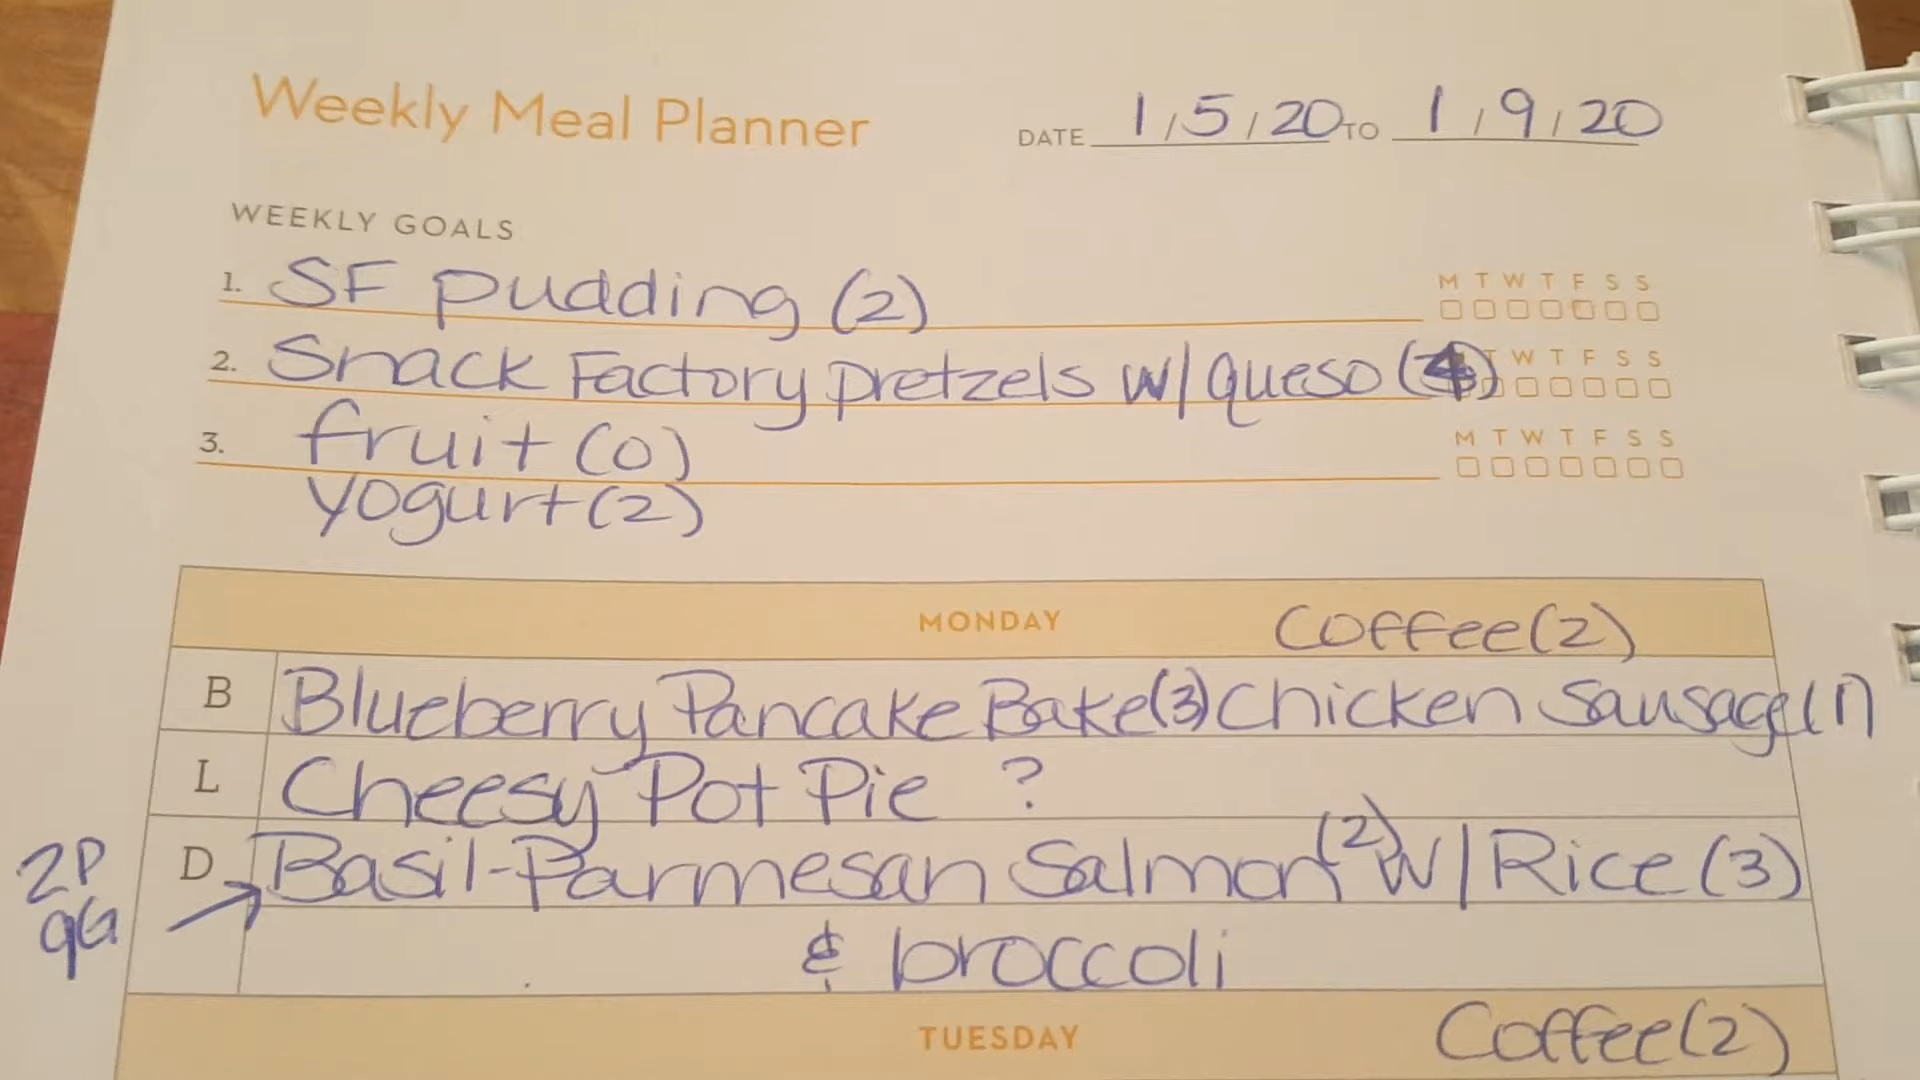 Weekly Meal Planner
DATE 1/5/20 TO 1/9/20
WEEKLY GOALS
1. SF pudding (2)
M T W T F S S
2. Snack Factory pretzels w/ queso (4)
T W T F S S
3. fruit (0)
M T W T F S S
yogurt (2)
MONDAY Coffee (2)
B Blueberry Pancake Bake (3) Chicken Sausage (1)
L Cheesy Pot Pie ?
D Basil-Parmesan Salmon (2) w/ Rice (3)
2P
9G
& broccoli
TUESDAY Coffee (2)